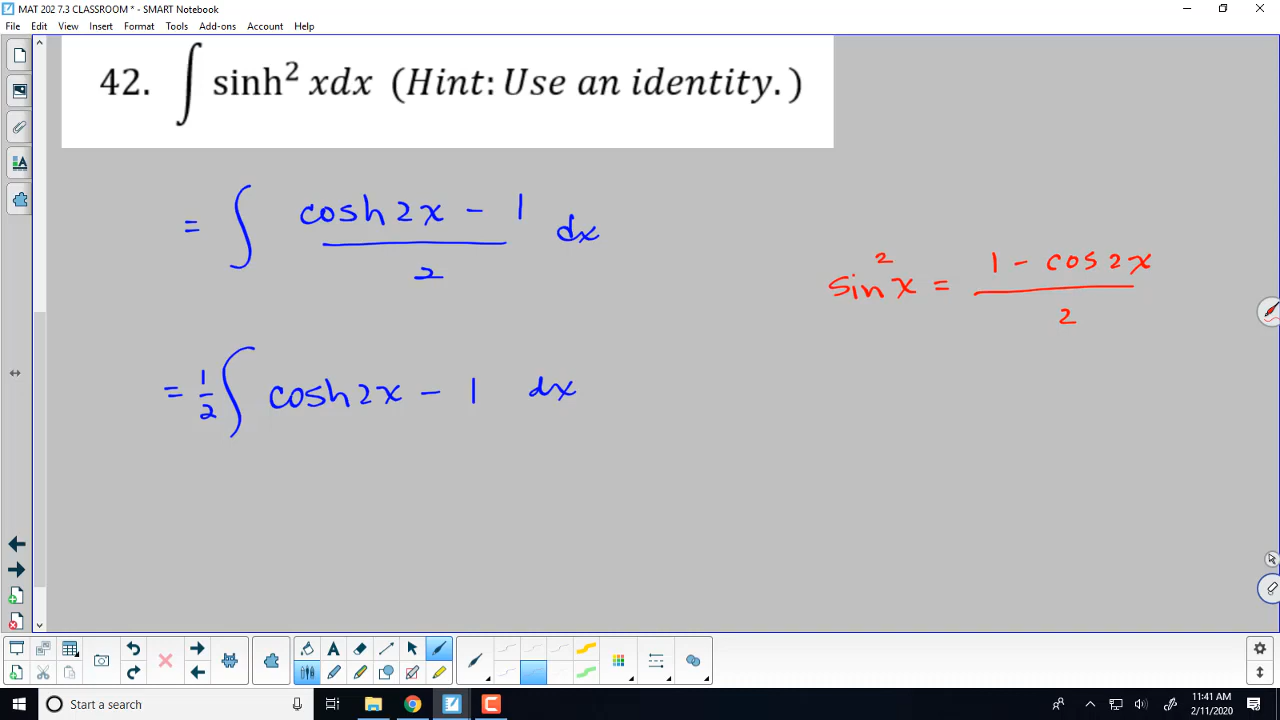 MAT 202 7.3 CLASSROOM * - SMART Notebook
File Edit View Insert Format Tools Add-ons Account Help
42. ∫ sinh² xdx (Hint: Use an identity.)
= ∫ (cosh 2x - 1)/2 dx
sin² x = (1 - cos 2x)/2
= 1/2 ∫ cosh 2x - 1 dx
A
Start a search
11:41 AM
2/11/2020